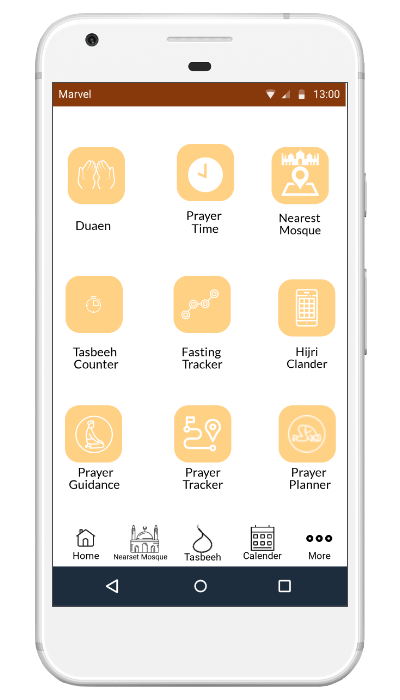 Marvel 13:00
Duaen
Prayer
Time
Nearest
Mosque
Tasbeeh
Counter
Fasting
Tracker
Hijri
Clander
Prayer
Guidance
Prayer
Tracker
Prayer
Planner
Home
Nearset Mosque
Tasbeeh
Calender
More